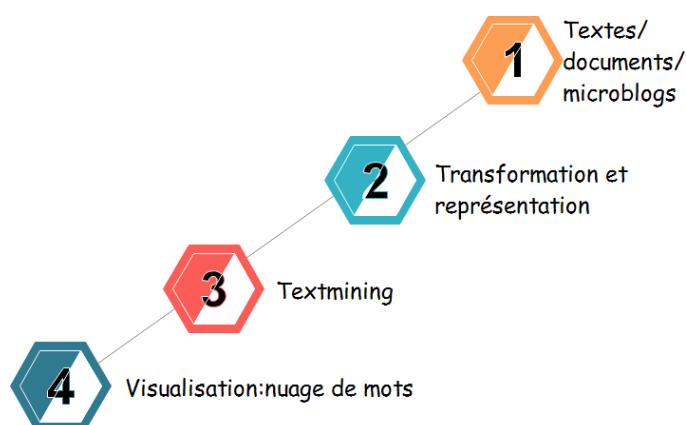 1
Textes/
documents/
microblogs
2
Transformation et
représentation
3
Textmining
4
Visualisation:nuage de mots